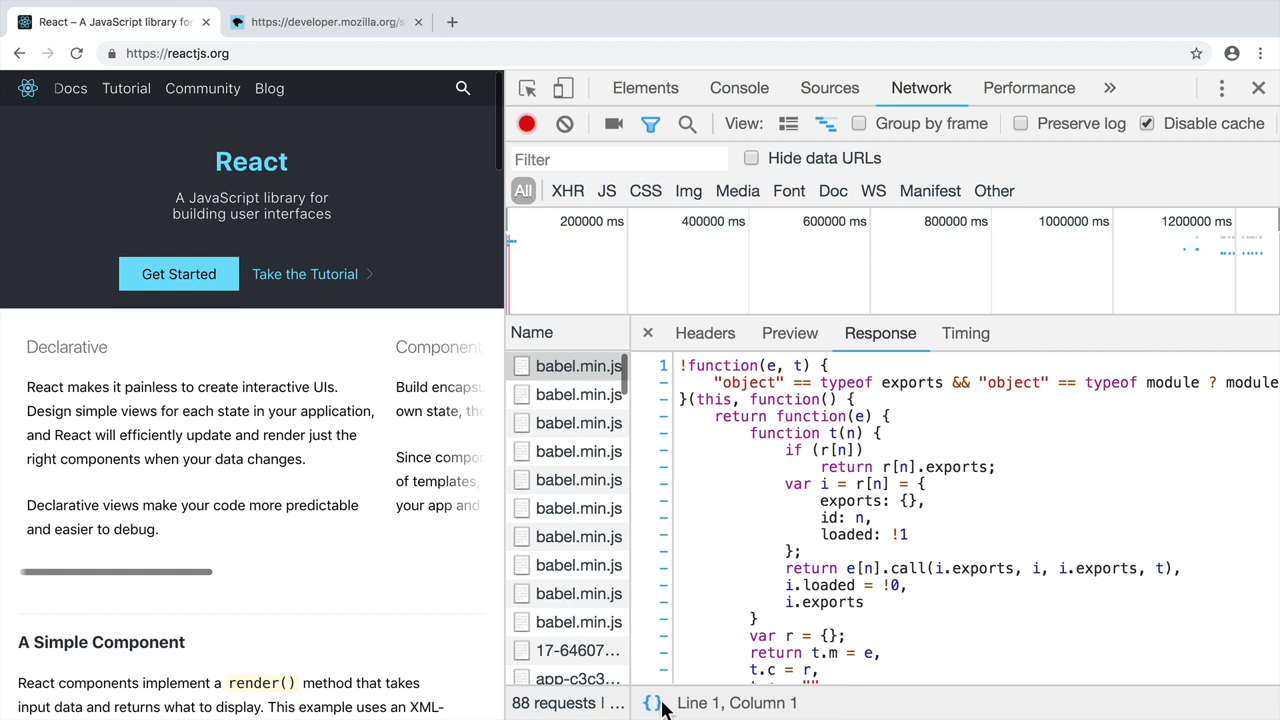 React – A JavaScript library for
https://developer.mozilla.org/s
https://reactjs.org
Docs Tutorial Community Blog
React
A JavaScript library for
building user interfaces
Get Started
Take the Tutorial
Declarative
React makes it painless to create interactive UIs.
Design simple views for each state in your application,
and React will efficiently update and render just the
right components when your data changes.
Declarative views make your code more predictable
and easier to debug.
Component
Build encapsu
own state, the
Since compor
of templates,
your app and
A Simple Component
React components implement a render() method that takes
input data and returns what to display. This example uses an XML-
Elements Console Sources Network Performance »
View: Group by frame Preserve log Disable cache
Filter Hide data URLs
All XHR JS CSS Img Media Font Doc WS Manifest Other
200000 ms 400000 ms 600000 ms 800000 ms 1000000 ms 1200000 ms
Name
babel.min.js
babel.min.js
babel.min.js
babel.min.js
babel.min.js
babel.min.js
babel.min.js
babel.min.js
babel.min.js
babel.min.js
17-64607...
app-c3c3...
88 requests | ...
Headers Preview Response Timing
1 !function(e, t) {
- "object" == typeof exports && "object" == typeof module ? module
- }(this, function() {
- return function(e) {
- function t(n) {
- if (r[n])
- return r[n].exports;
- var i = r[n] = {
- exports: {},
- id: n,
- loaded: !1
- };
- return e[n].call(i.exports, i, i.exports, t),
- i.loaded = !0,
- i.exports
- }
- var r = {};
- return t.m = e,
- t.c = r,
{} Line 1, Column 1